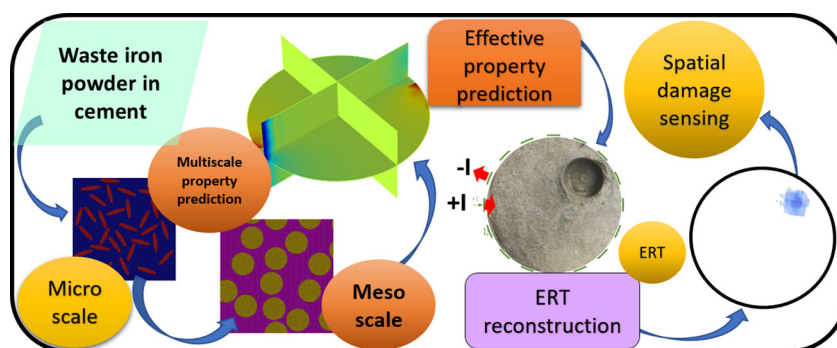 Waste iron
powder in
cement
Multiscale
property
prediction
Micro
scale
Meso
scale
Effective
property
prediction
-I
+I
ERT
reconstruction
ERT
Spatial
damage
sensing